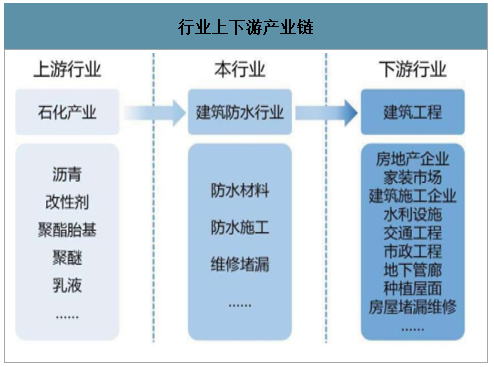 行业上下游产业链
上游行业
本行业
下游行业
石化产业
建筑防水行业
建筑工程
沥青
改性剂
聚酯胎基
聚醚
乳液
......
防水材料
防水施工
维修堵漏
......
房地产企业
家装市场
建筑施工企业
水利设施
交通工程
市政工程
地下管廊
种植屋面
房屋堵漏维修
......